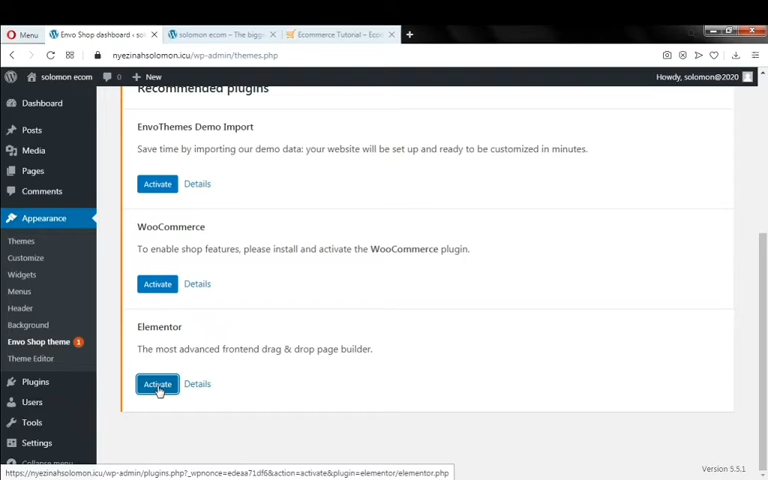 Menu
Envo Shop dashboard ‹ sol
solomon ecom – The bigg
Ecommerce Tutorial – Econ
nyezinahsolomon.icu/wp-admin/themes.php
solomon ecom
0
New
Howdy, solomon@2020
Dashboard
Posts
Media
Pages
Comments
Appearance
Themes
Customize
Widgets
Menus
Header
Background
Envo Shop theme 1
Theme Editor
Plugins
Users
Tools
Settings
Collapse menu
Recommended plugins
EnvoThemes Demo Import
Save time by importing our demo data: your website will be set up and ready to be customized in minutes.
Activate Details
WooCommerce
To enable shop features, please install and activate the WooCommerce plugin.
Activate Details
Elementor
The most advanced frontend drag & drop page builder.
Activate Details
Version 5.5.1
https://nyezinahsolomon.icu/wp-admin/plugins.php?_wpnonce=edeaa71df6&action=activate&plugin=elementor/elementor.php